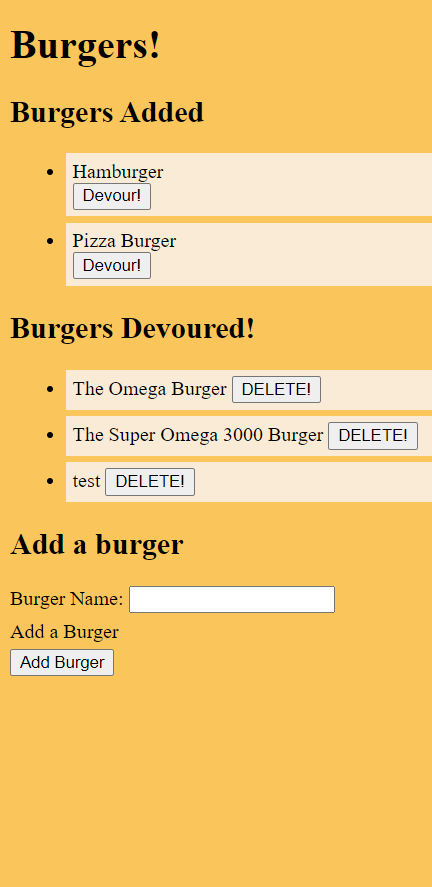 Burgers!
Burgers Added
Hamburger
Devour!
Pizza Burger
Devour!
Burgers Devoured!
The Omega Burger DELETE!
The Super Omega 3000 Burger DELETE!
test DELETE!
Add a burger
Burger Name:
Add a Burger
Add Burger